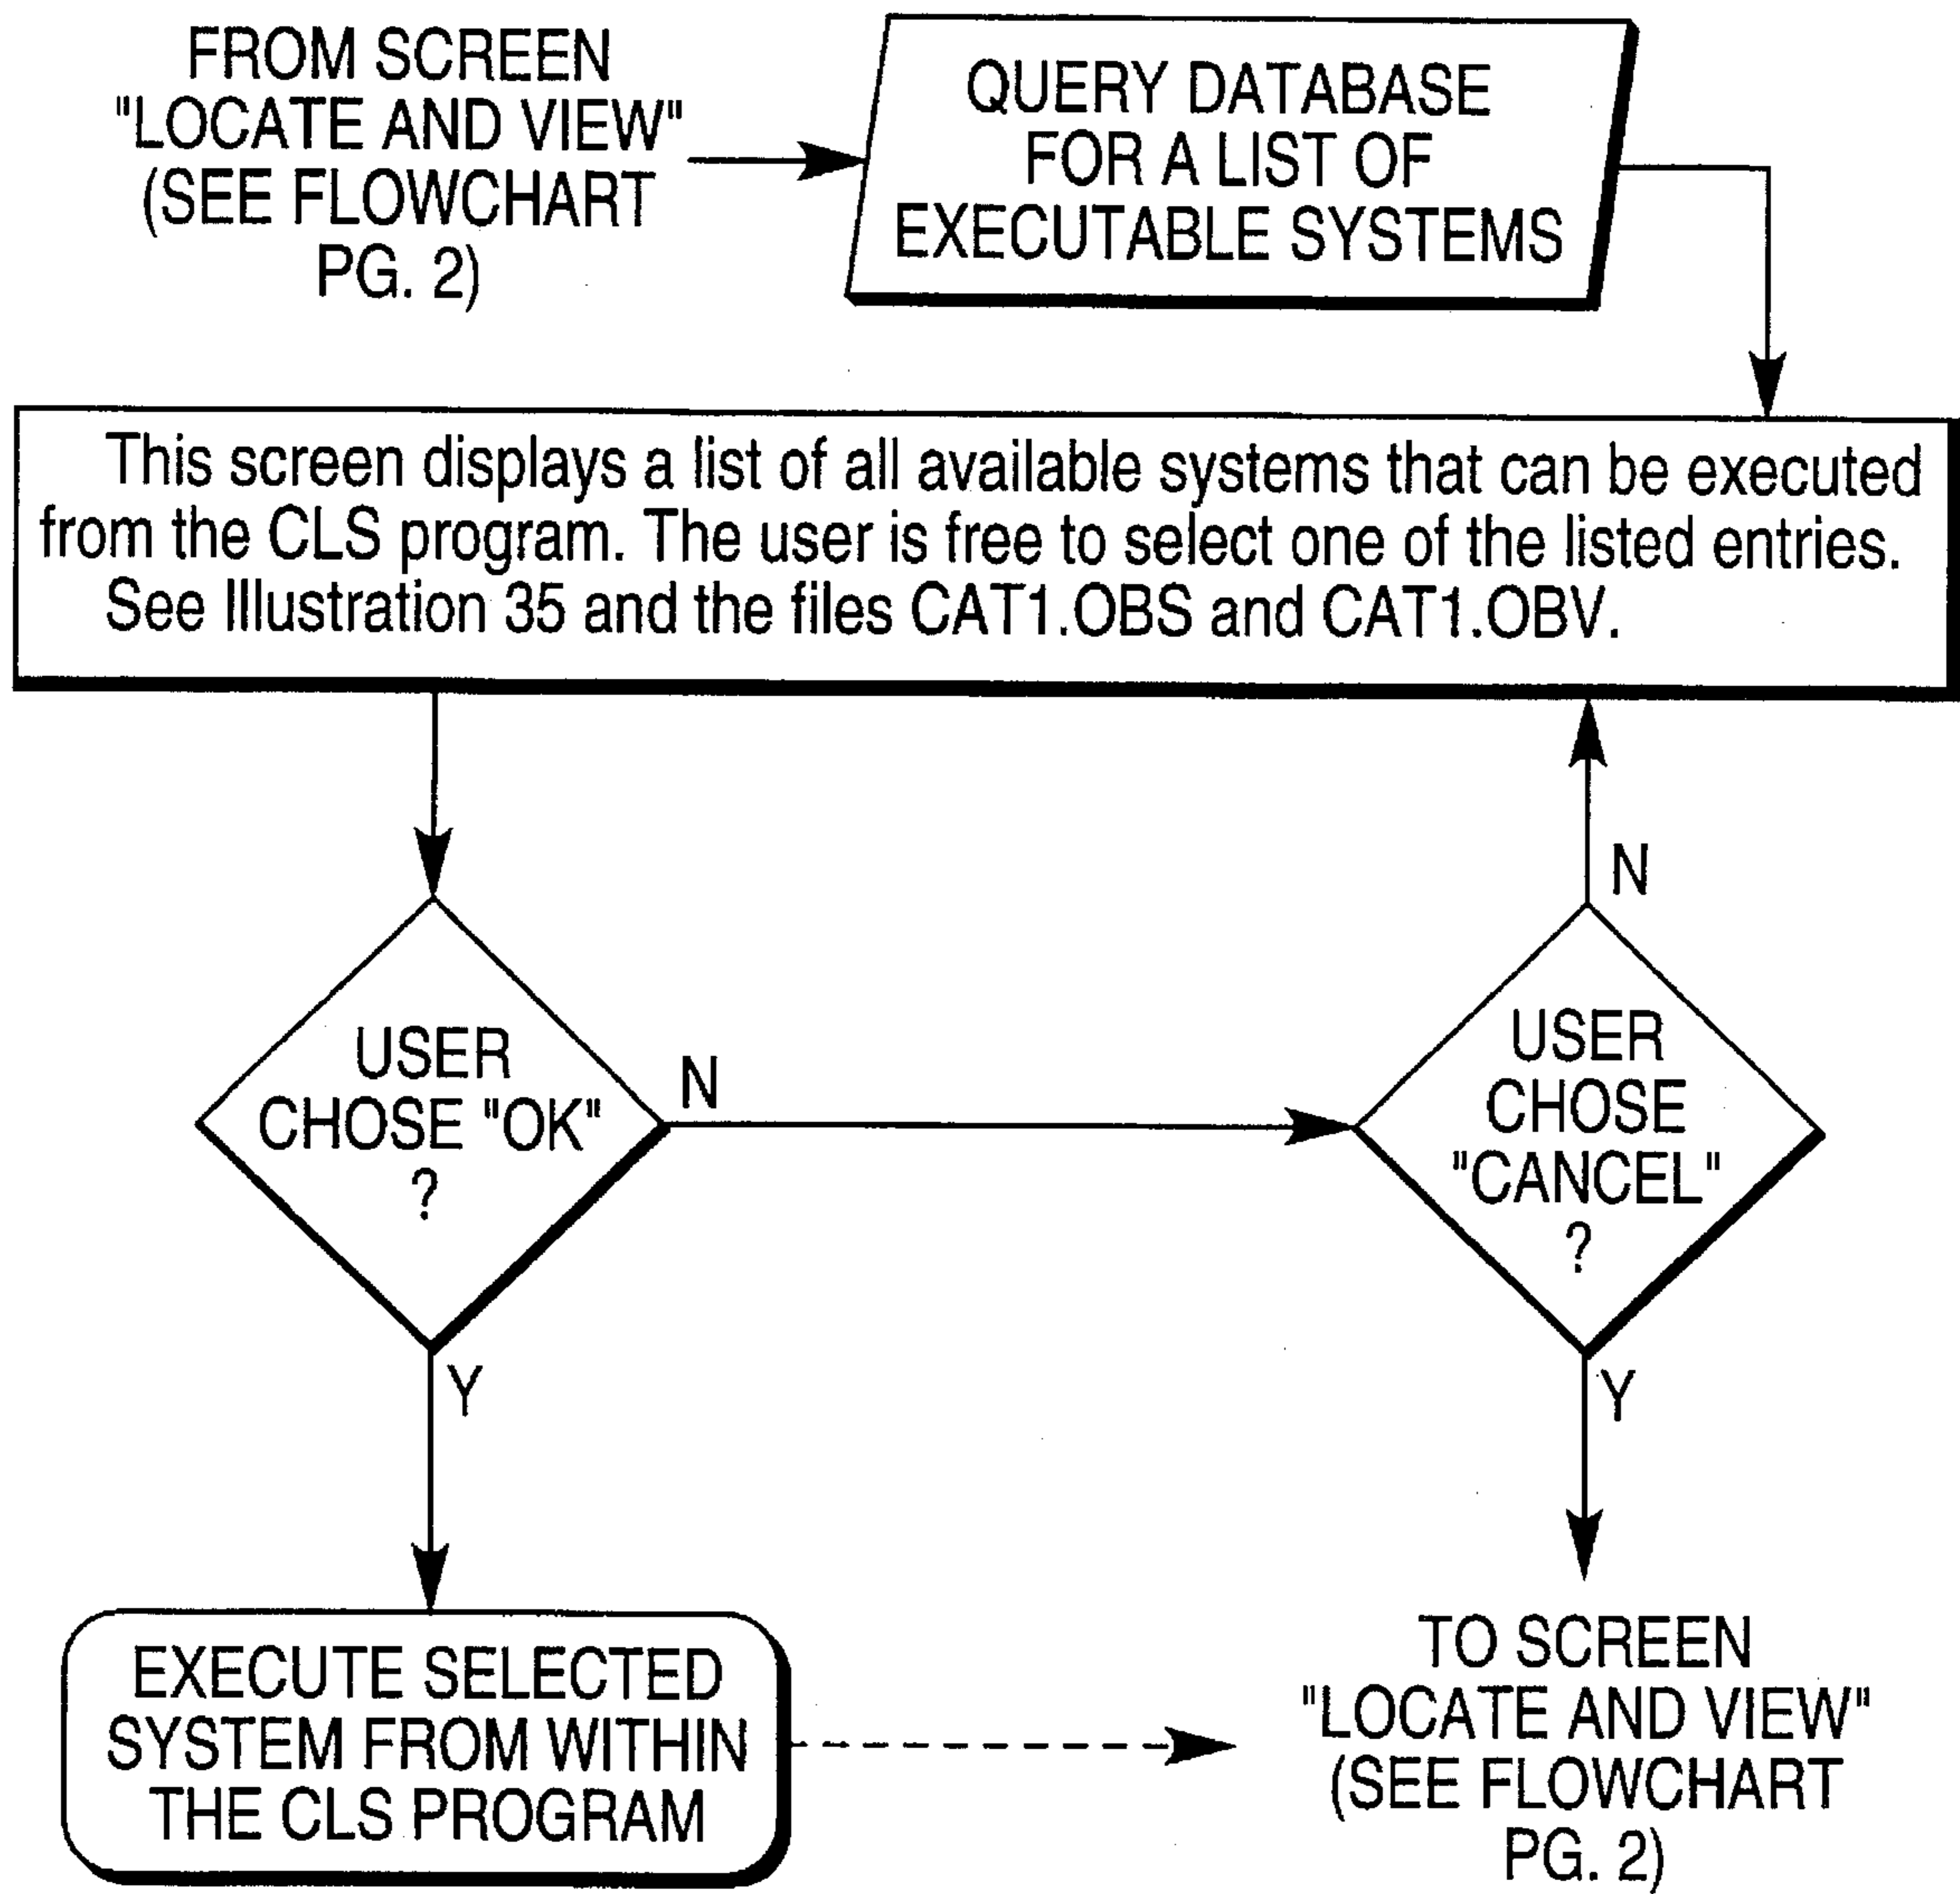 FROM SCREEN
"LOCATE AND VIEW"
(SEE FLOWCHART
PG. 2)
QUERY DATABASE
FOR A LIST OF
EXECUTABLE SYSTEMS
This screen displays a list of all available systems that can be executed
from the CLS program. The user is free to select one of the listed entries.
See Illustration 35 and the files CAT1.OBS and CAT1.OBV.
USER
CHOSE "OK"
?
N
Y
USER
CHOSE
"CANCEL"
?
N
Y
EXECUTE SELECTED
SYSTEM FROM WITHIN
THE CLS PROGRAM
TO SCREEN
"LOCATE AND VIEW"
(SEE FLOWCHART
PG. 2)